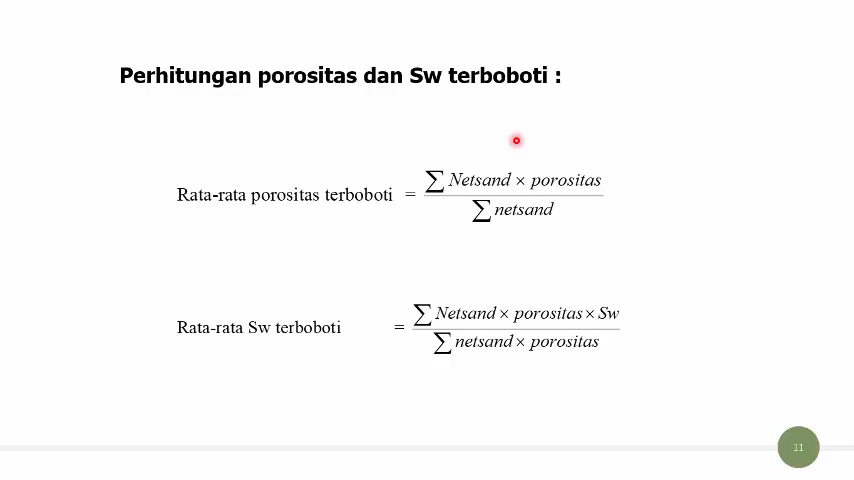 Perhitungan porositas dan Sw terboboti :
Rata-rata porositas terboboti = ∑ Netsand × porositas
∑ netsand
Rata-rata Sw terboboti = ∑ Netsand × porositas × Sw
∑ netsand × porositas
11